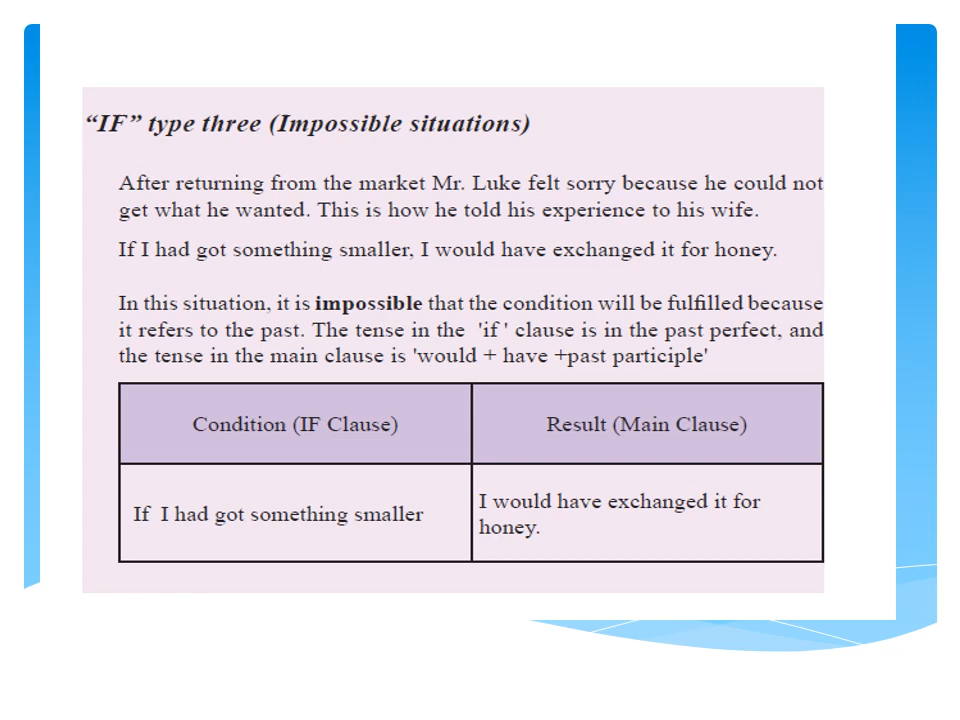 “IF” type three (Impossible situations)
After returning from the market Mr. Luke felt sorry because he could not
get what he wanted. This is how he told his experience to his wife.
If I had got something smaller, I would have exchanged it for honey.
In this situation, it is impossible that the condition will be fulfilled because
it refers to the past. The tense in the 'if ' clause is in the past perfect, and
the tense in the main clause is 'would + have +past participle'
Condition (IF Clause)
Result (Main Clause)
If I had got something smaller
I would have exchanged it for
honey.